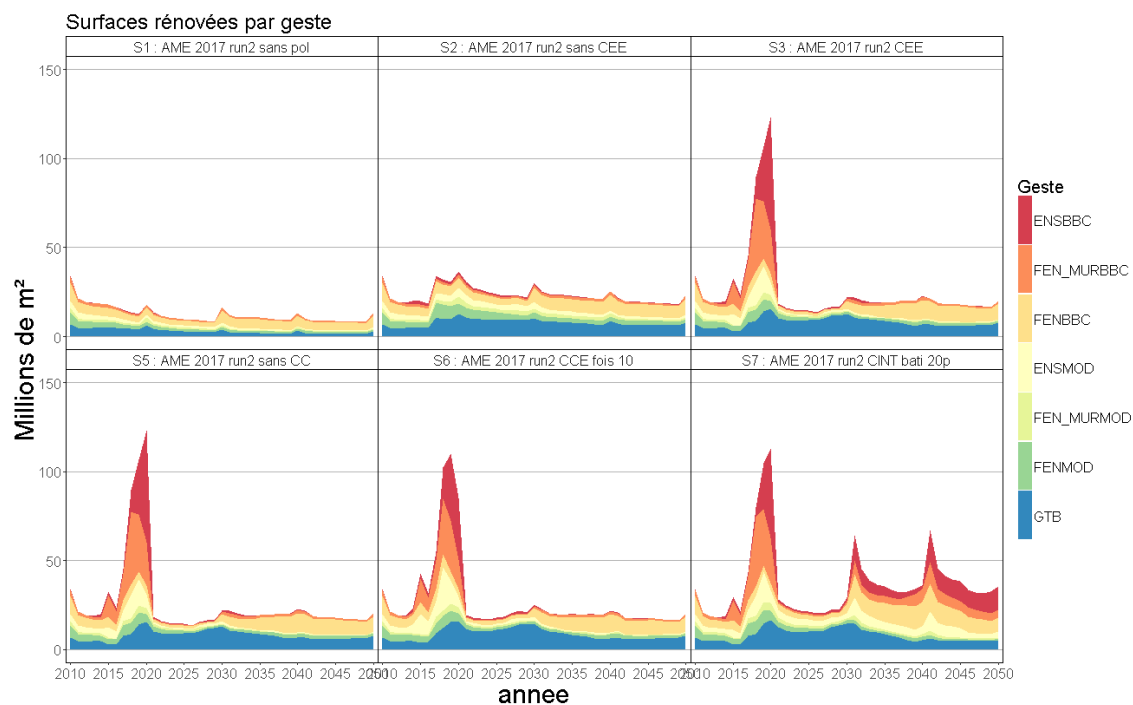 Surfaces rénovées par geste
S1 : AME 2017 run2 sans pol
S2 : AME 2017 run2 sans CEE
S3 : AME 2017 run2 CEE
150
100
50
0
S5 : AME 2017 run2 sans CC
S6 : AME 2017 run2 CCE fois 10
S7 : AME 2017 run2 CINT bati 20p
150
100
50
0
Millions de m²
2010 2015 2020 2025 2030 2035 2040 2045 2050
2010 2015 2020 2025 2030 2035 2040 2045 2050
2010 2015 2020 2025 2030 2035 2040 2045 2050
annee
Geste
ENSBBC
FEN_MURBBC
FENBBC
ENSMOD
FEN_MURMOD
FENMOD
GTB